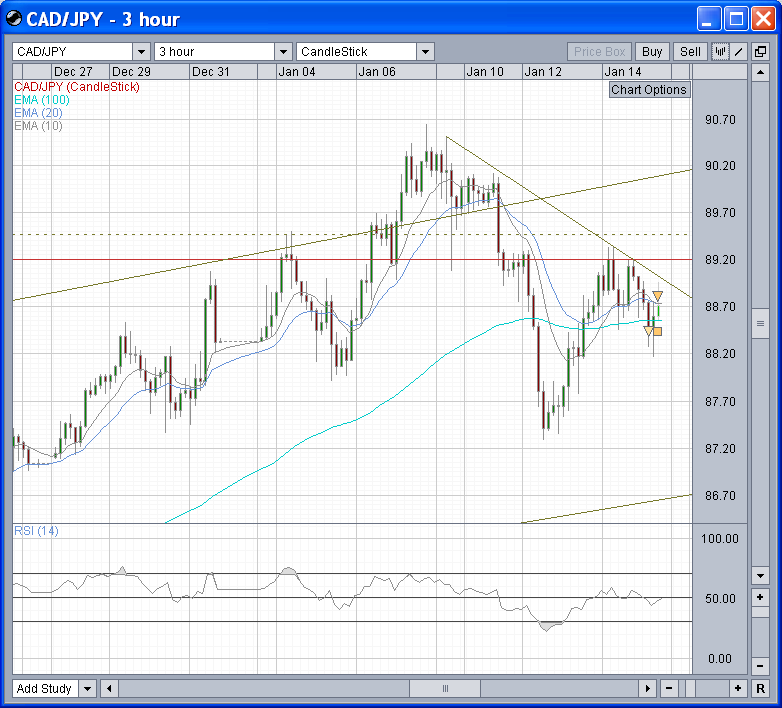 CAD/JPY - 3 hour
CAD/JPY 3 hour CandleStick Price Box Buy Sell
Dec 27 Dec 29 Dec 31 Jan 04 Jan 06 Jan 10 Jan 12 Jan 14
CAD/JPY (CandleStick)
EMA (100)
EMA (20)
EMA (10)
Chart Options
90.70
90.20
89.70
89.20
88.70
88.20
87.70
87.20
86.70
RSI (14)
100.00
50.00
0.00
Add Study
R